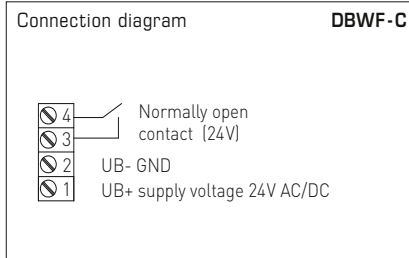 Connection diagram DBWF-C
4 Normally open
3 contact (24V)
2 UB- GND
1 UB+ supply voltage 24V AC/DC